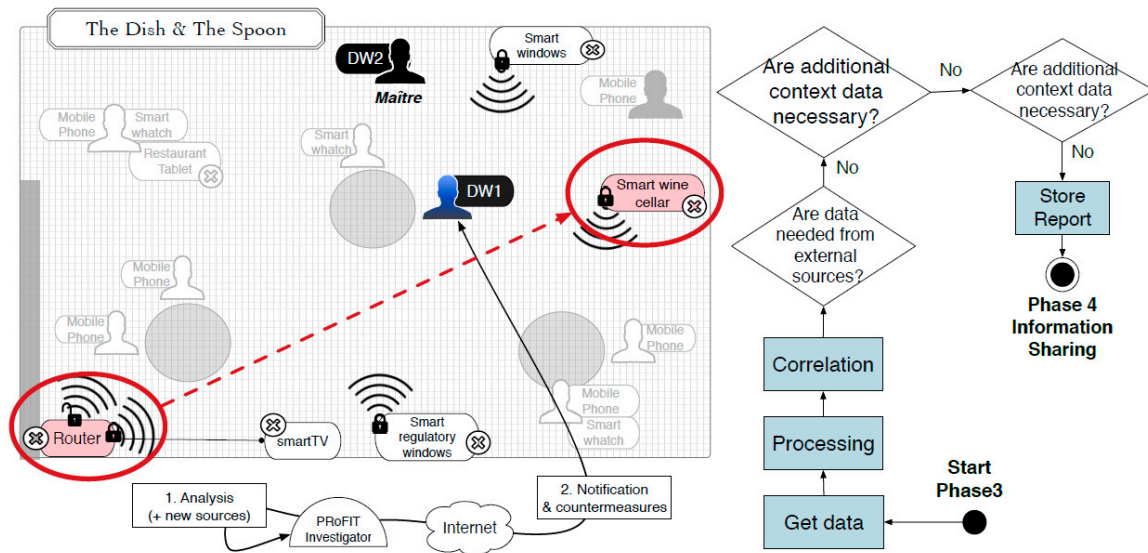 The Dish & The Spoon
DW2
Maître
Smart
windows
Mobile
Phone
Mobile
Phone
Smart
whatch
Restaurant
Tablet
Smart
whatch
DW1
Smart wine
cellar
Mobile
Phone
Mobile
Phone
Mobile
Phone
Mobile
Phone
Smart
whatch
Router
smartTV
Smart
regulatory
windows
1. Analysis
(+ new sources)
PRoFIT
Investigator
Internet
2. Notification
& countermeasures
Are additional
context data
necessary?
No
Are additional
context data
necessary?
No
No
Store
Report
Are data
needed from
external
sources?
Phase 4
Information
Sharing
Correlation
Processing
Start
Phase3
Get data